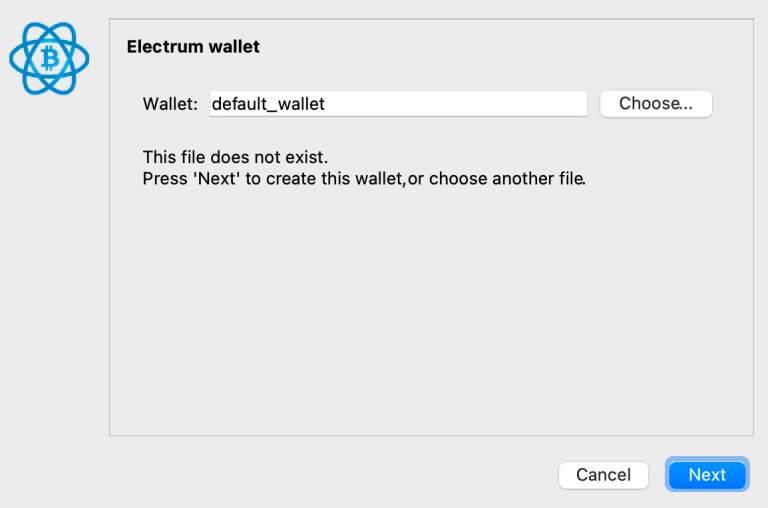 Electrum wallet
Wallet: default_wallet Choose...
This file does not exist.
Press 'Next' to create this wallet,or choose another file.
Cancel Next